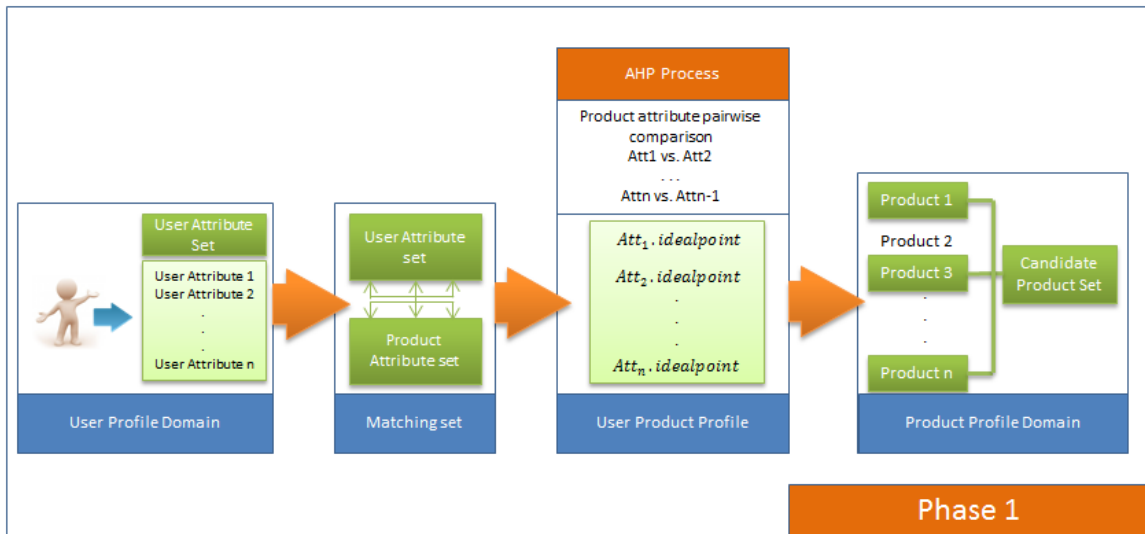 User Attribute
Set
User Attribute 1
User Attribute 2
.
.
.
User Attribute n
User Profile Domain
User Attribute
set
Product
Attribute set
Matching set
AHP Process
Product attribute pairwise
comparison
Att1 vs. Att2
. . .
Attn vs. Attn-1
Att₁.idealpoint
Att₂.idealpoint
.
.
Attₙ.idealpoint
User Product Profile
Product 1
Product 2
Product 3
.
.
.
.
Product n
Candidate
Product Set
Product Profile Domain
Phase 1